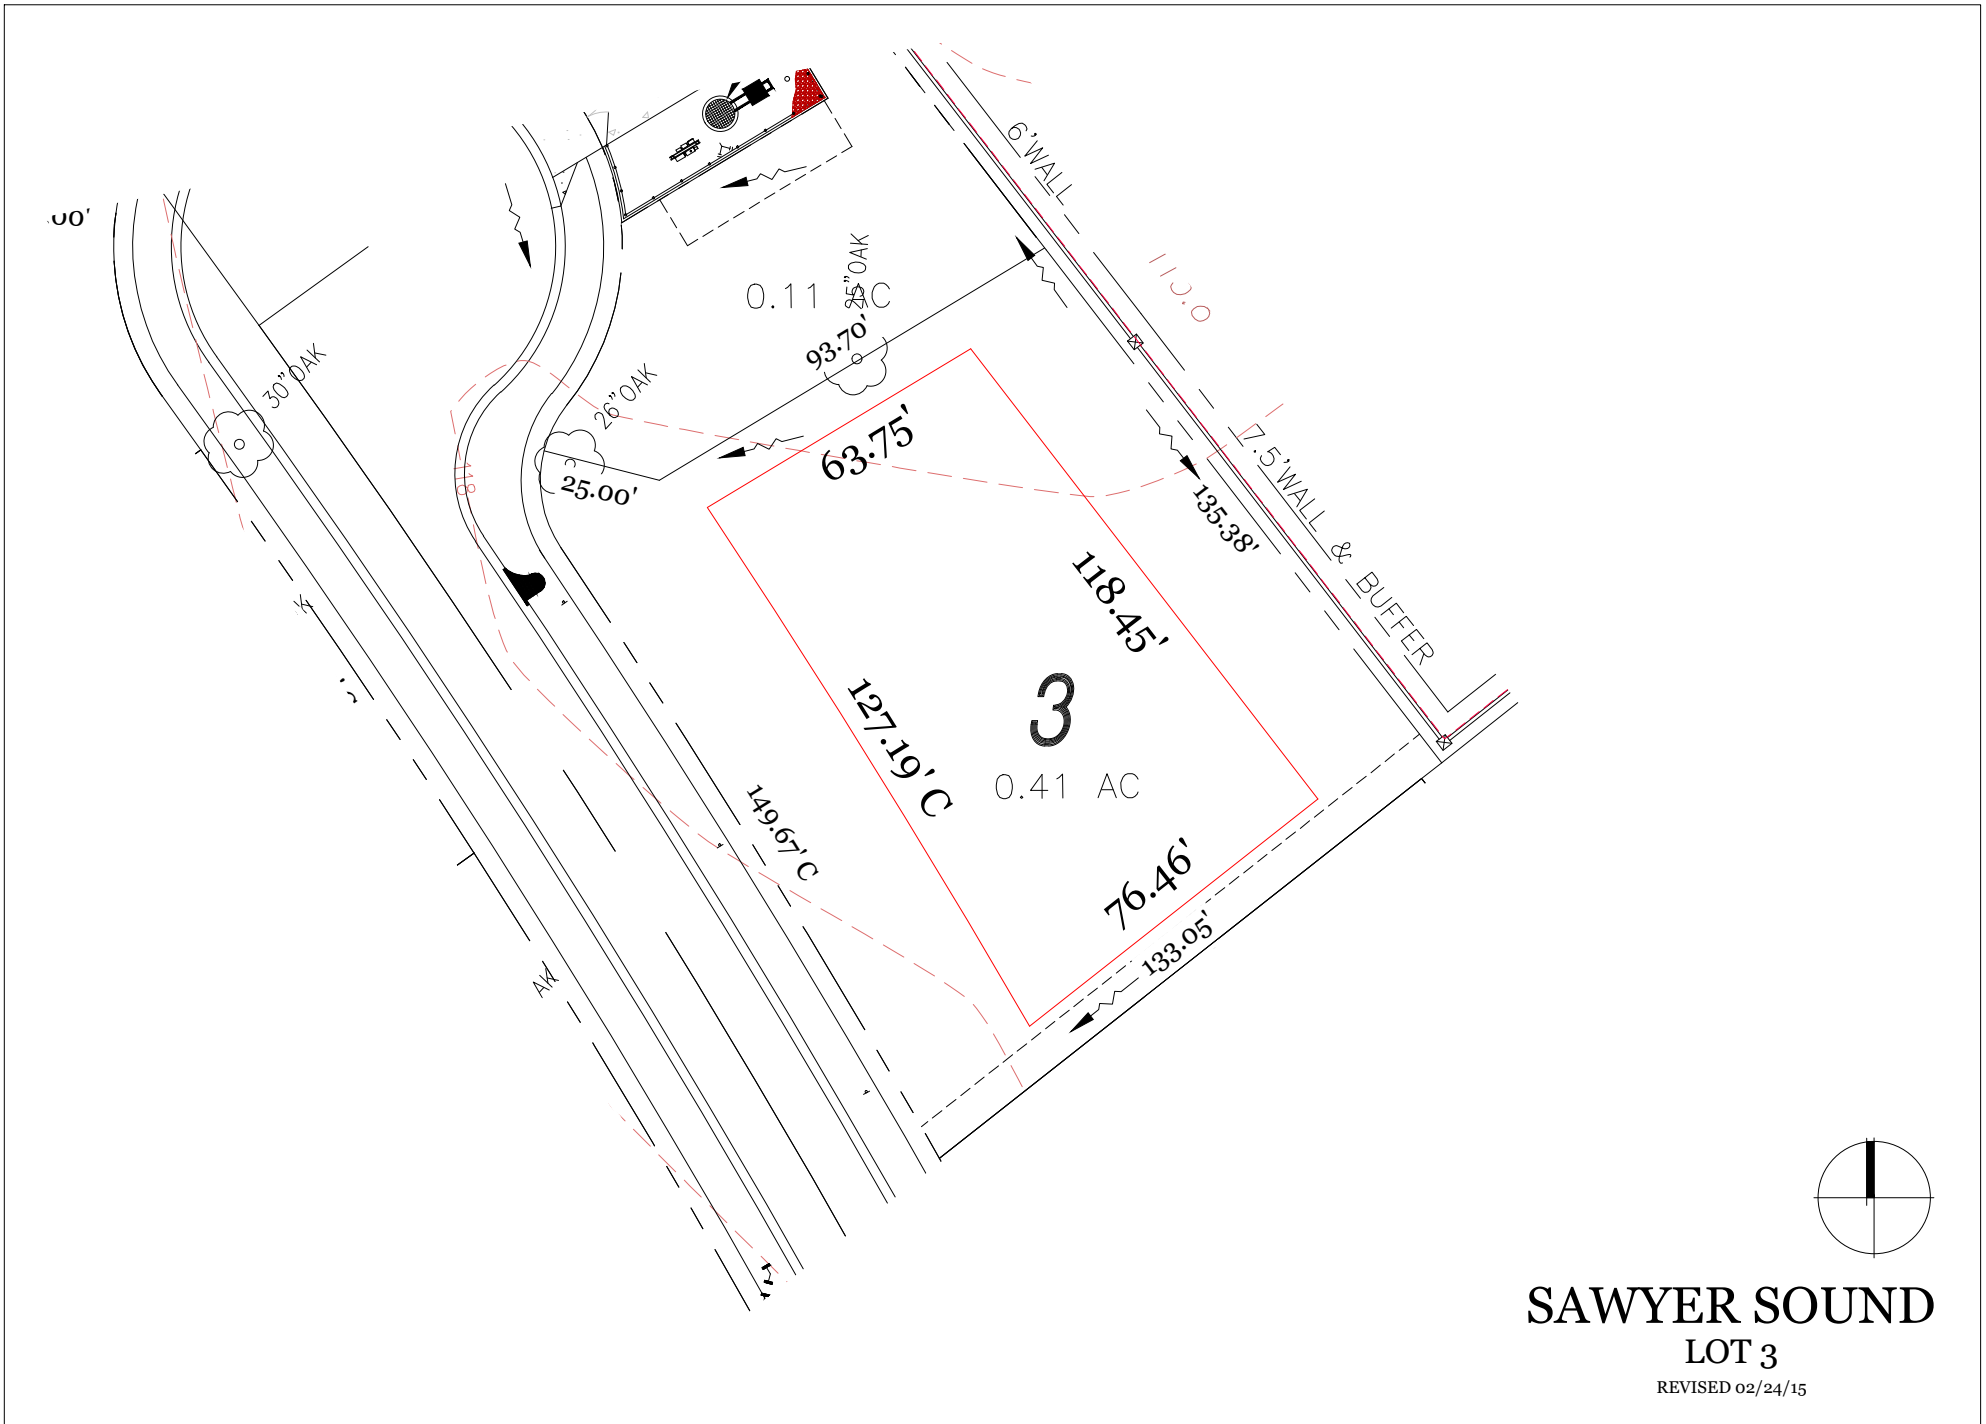 6'WALL
25"OAK
0.11 AC
93.70'
30"OAK
26"OAK
63.75'
118
25.00'
7.5'WALL & BUFFER
135.38'
118.45'
127.19' C
3
0.41 AC
149.67' C
76.46'
133.05'
SAWYER SOUND
LOT 3
REVISED 02/24/15